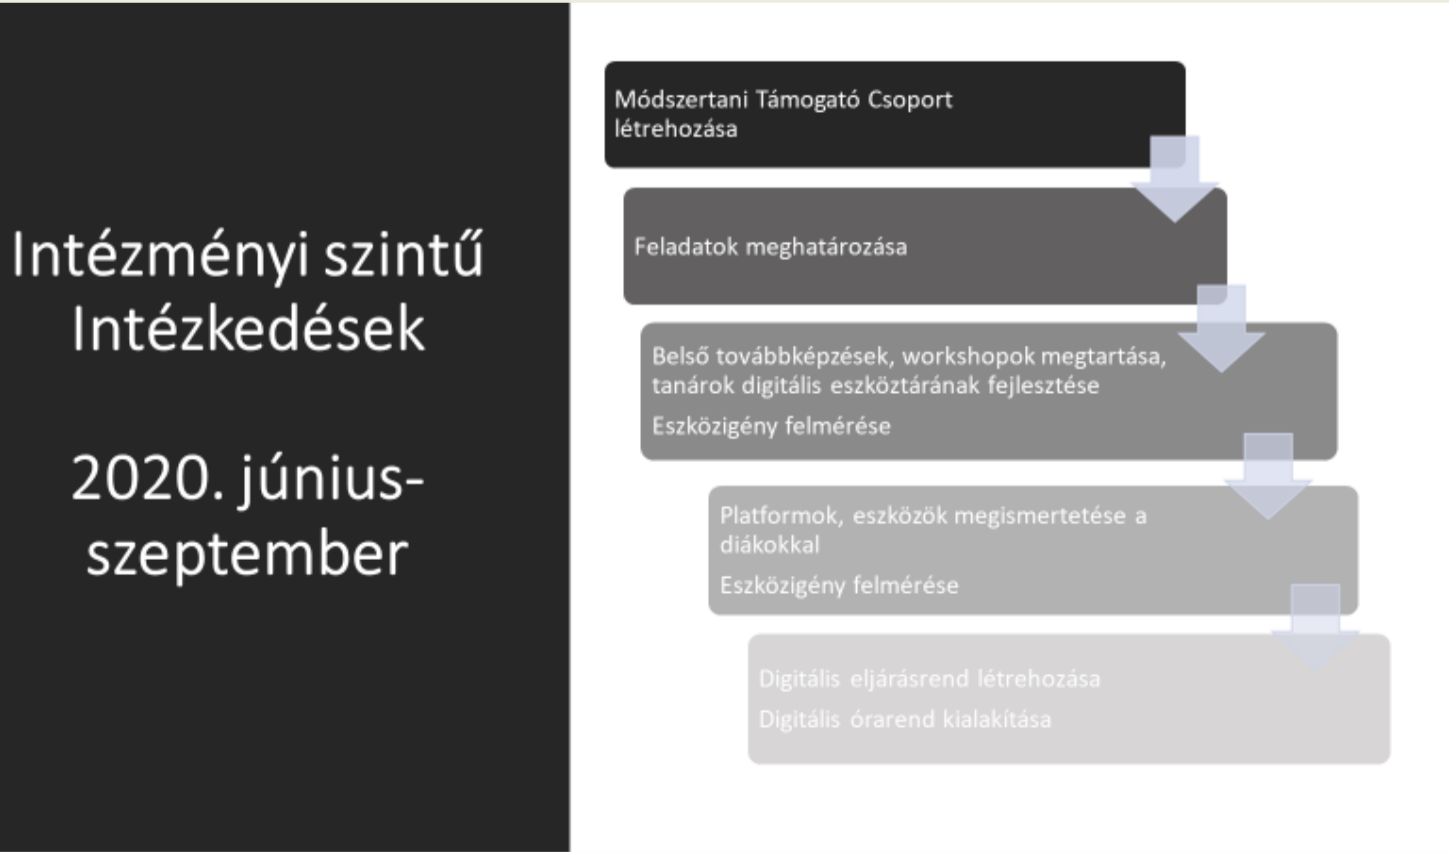 Intézményi szintű
Intézkedések
2020. június-
szeptember
Módszertani Támogató Csoport
létrehozása
Feladatok meghatározása
Belső továbbképzések, workshopok megtartása,
tanárok digitális eszköztárának fejlesztése
Eszközigény felmérése
Platformok, eszközök megismertetése a
diákokkal
Eszközigény felmérése
Digitális eljárásrend létrehozása
Digitális órarend kialakítása